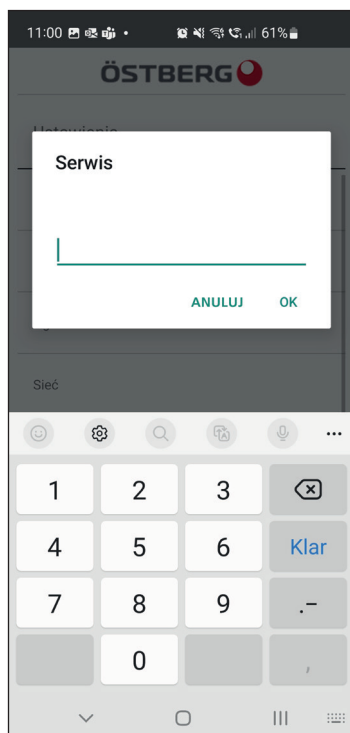 11:00 61%
ÖSTBERG
Ustawienia
Serwis
ANULUJ OK
Sieć
1 2 3
4 5 6 Klar
7 8 9 .-
0 ,